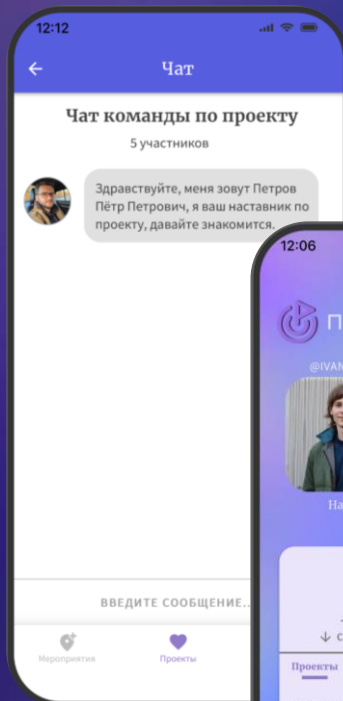 12:12
Чат
Чат команды по проекту
5 участников
Здравствуйте, меня зовут Петров
Пётр Петрович, я ваш наставник по
проекту, давайте знакомится.
ВВЕДИТЕ СООБЩЕНИЕ..
Мероприятия
Проекты
12:06
@IVAN
Проекты